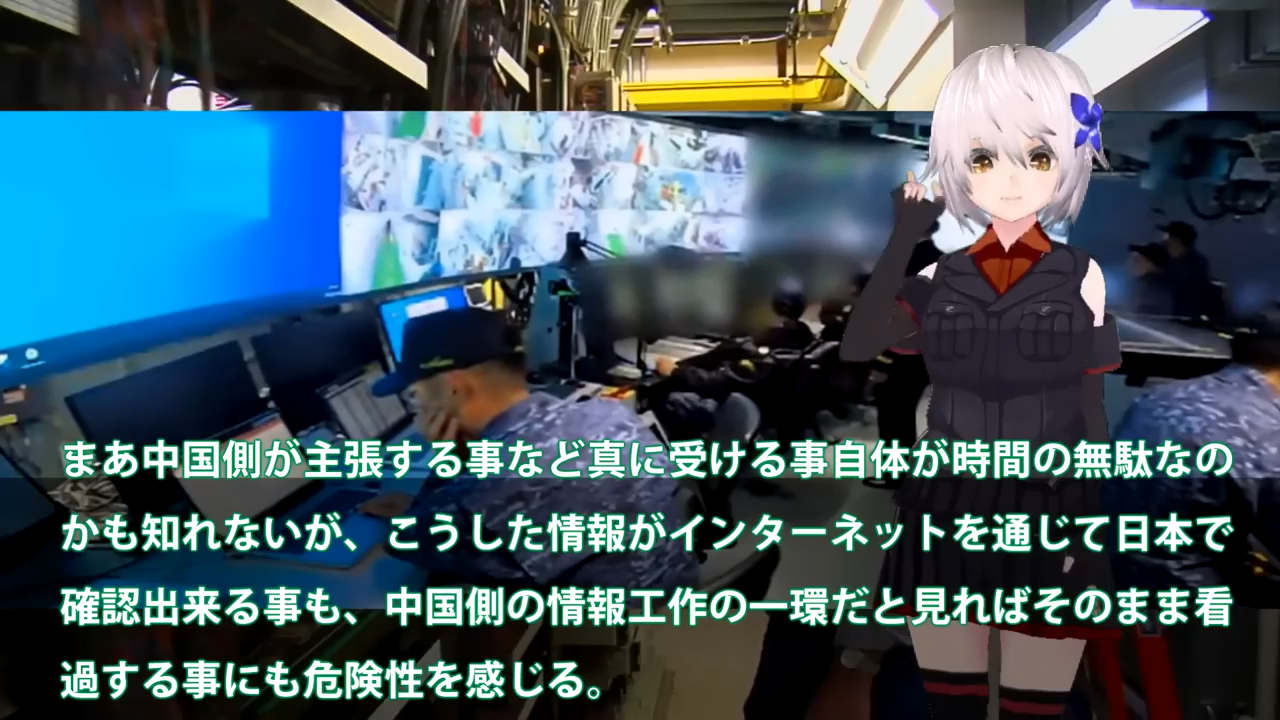 まあ中国側が主張する事など真に受ける事自体が時間の無駄なの
かも知れないが、こうした情報がインターネットを通じて日本で
確認出来る事も、中国側の情報工作の一環だと見ればそのまま看
過する事にも危険性を感じる。